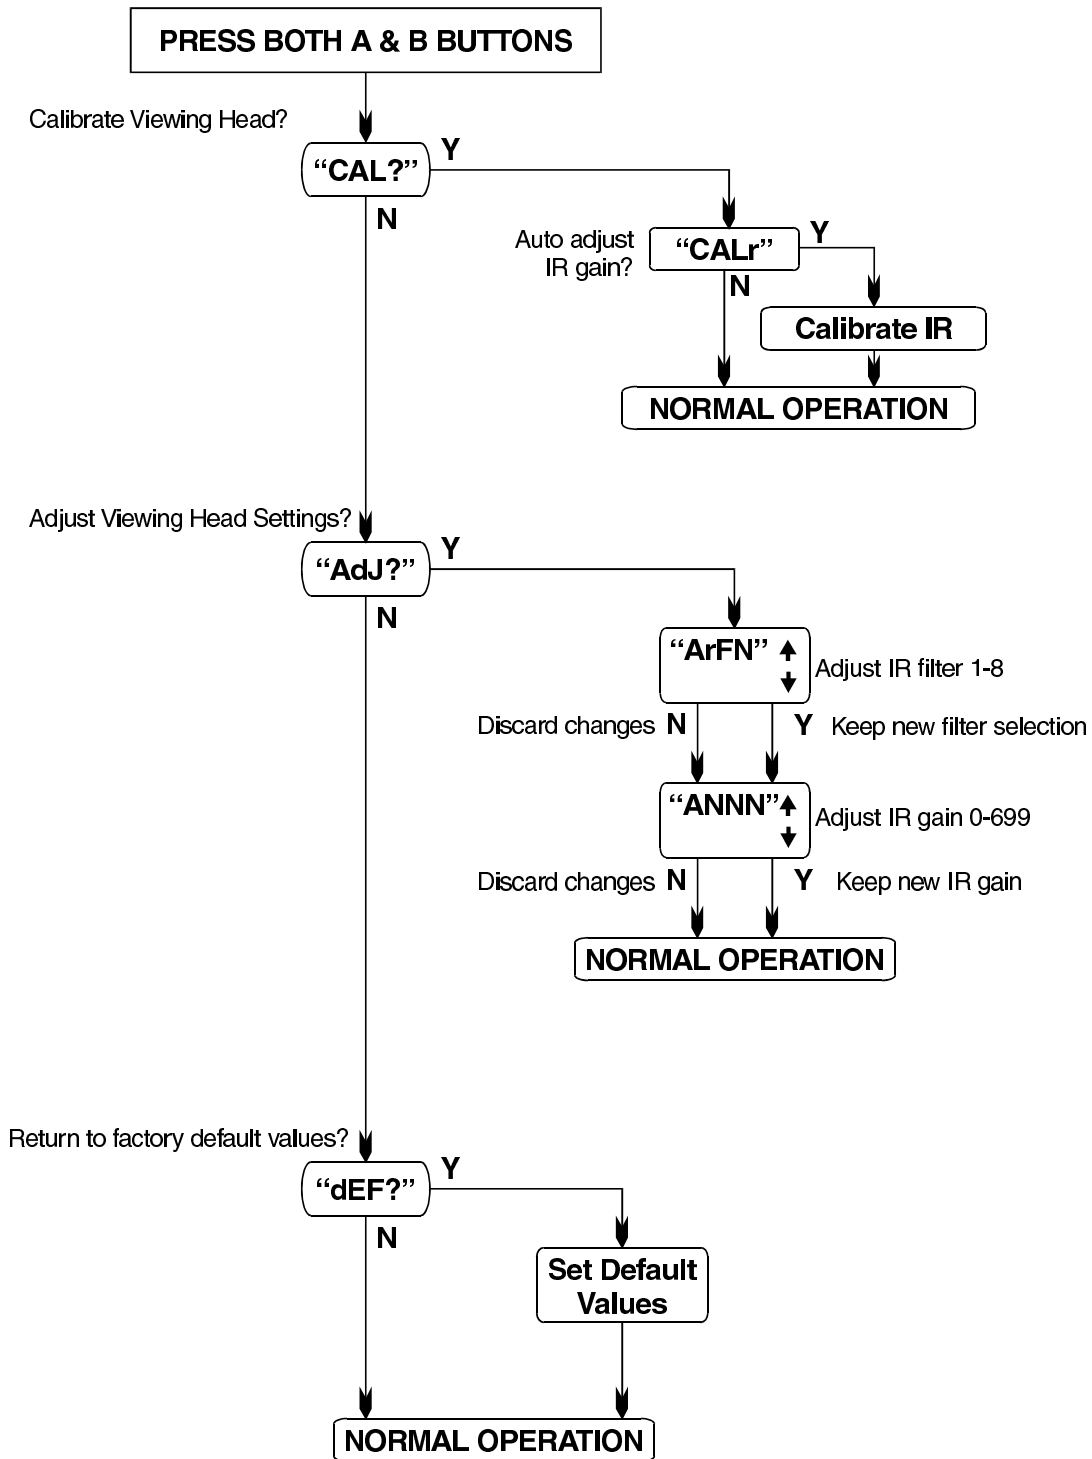 PRESS BOTH A & B BUTTONS
Calibrate Viewing Head?
“CAL?”
Y
N
Auto adjust
IR gain?
“CALr”
Y
N
Calibrate IR
NORMAL OPERATION
Adjust Viewing Head Settings?
“AdJ?”
Y
N
“ArFN”
Adjust IR filter 1-8
Discard changes N
Y Keep new filter selection
“ANNN”
Adjust IR gain 0-699
Discard changes N
Y Keep new IR gain
NORMAL OPERATION
Return to factory default values?
“dEF?”
Y
N
Set Default
Values
NORMAL OPERATION